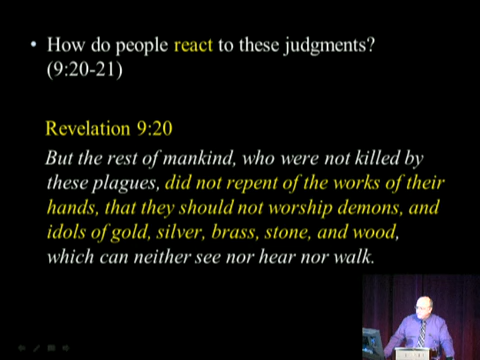 • How do people react to these judgments?
(9:20-21)
Revelation 9:20
But the rest of mankind, who were not killed by
these plagues, did not repent of the works of their
hands, that they should not worship demons, and
idols of gold, silver, brass, stone, and wood,
which can neither see nor hear nor walk.